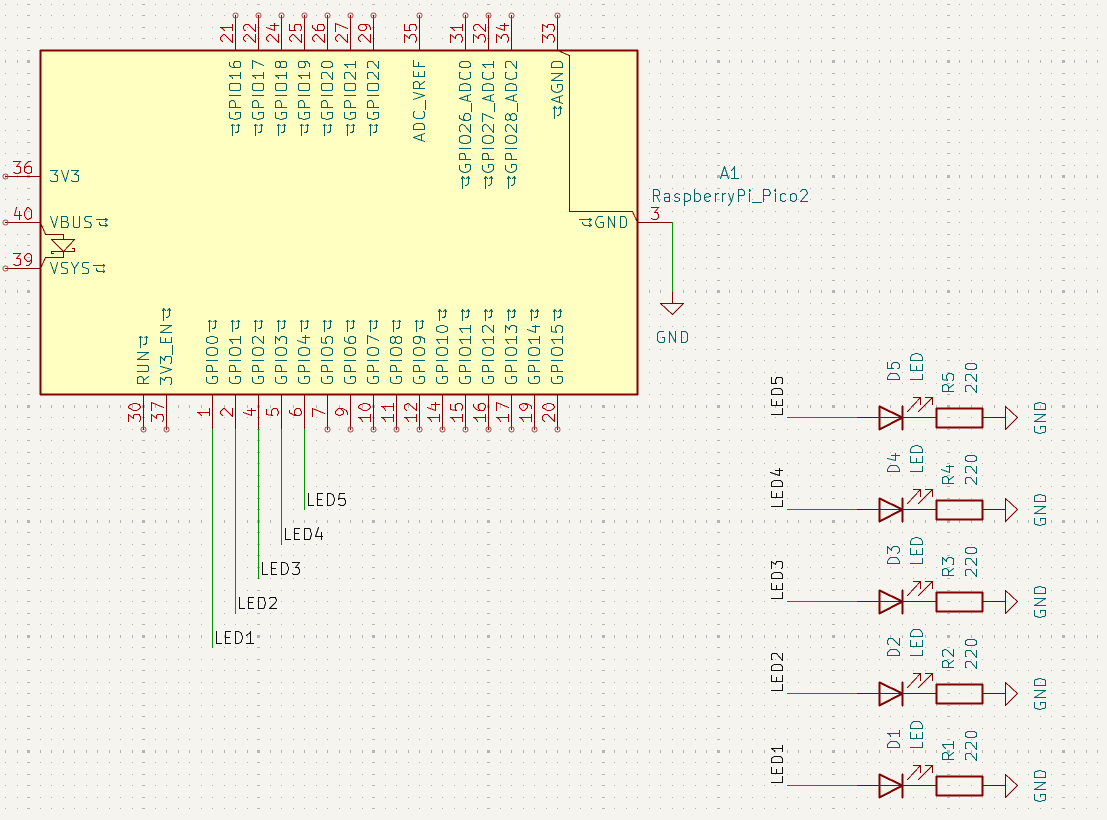 21 22 24 25 26 27 29 35 31 32 34 33
GPIO16
GPIO17
GPIO18
GPIO19
GPIO20
GPIO21
GPIO22
ADC_VREF
GPIO26_ADC0
GPIO27_ADC1
GPIO28_ADC2
AGND
36 3V3
40 VBUS
39 VSYS
GND 3
A1
RaspberryPi_Pico2
GND
RUN
3V3_EN
GPIO0
GPIO1
GPIO2
GPIO3
GPIO4
GPIO5
GPIO6
GPIO7
GPIO8
GPIO9
GPIO10
GPIO11
GPIO12
GPIO13
GPIO14
GPIO15
30 37 1 2 4 5 6 7 9 10 11 12 14 15 16 17 19 20
LED5
LED4
LED3
LED2
LED1
LED5
D5
LED
R5
220
GND
LED4
D4
LED
R4
220
GND
LED3
D3
LED
R3
220
GND
LED2
D2
LED
R2
220
GND
LED1
D1
LED
R1
220
GND